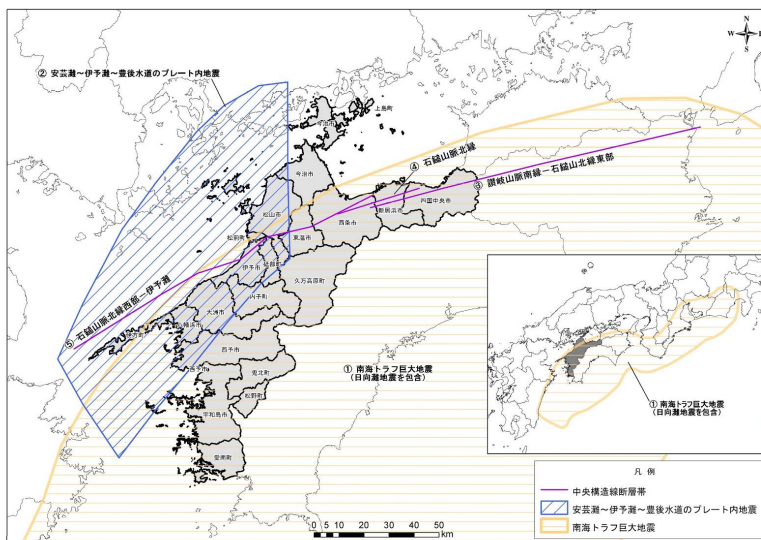 ② 安芸灘~伊予灘~豊後水道のプレート内地震
N
W
E
S
上島町
今治市
今治市
④ 石鎚山脈北縁
③ 讃岐山脈南縁-石鎚山北縁東部
四国中央市
新居浜市
西条市
松山市
松前町
東温市
砥部町
伊予市
久万高原町
⑤ 石鎚山脈北縁西部-伊予灘
内子町
大洲市
八幡浜市
伊方町
西予市
西予市
鬼北町
松野町
宇和島市
愛南町
① 南海トラフ巨大地震
(日向灘地震を包含)
① 南海トラフ巨大地震
(日向灘地震を包含)
凡 例
中央構造線断層帯
安芸灘~伊予灘~豊後水道のプレート内地震
南海トラフ巨大地震
0 5 10 20 30 40 50
km